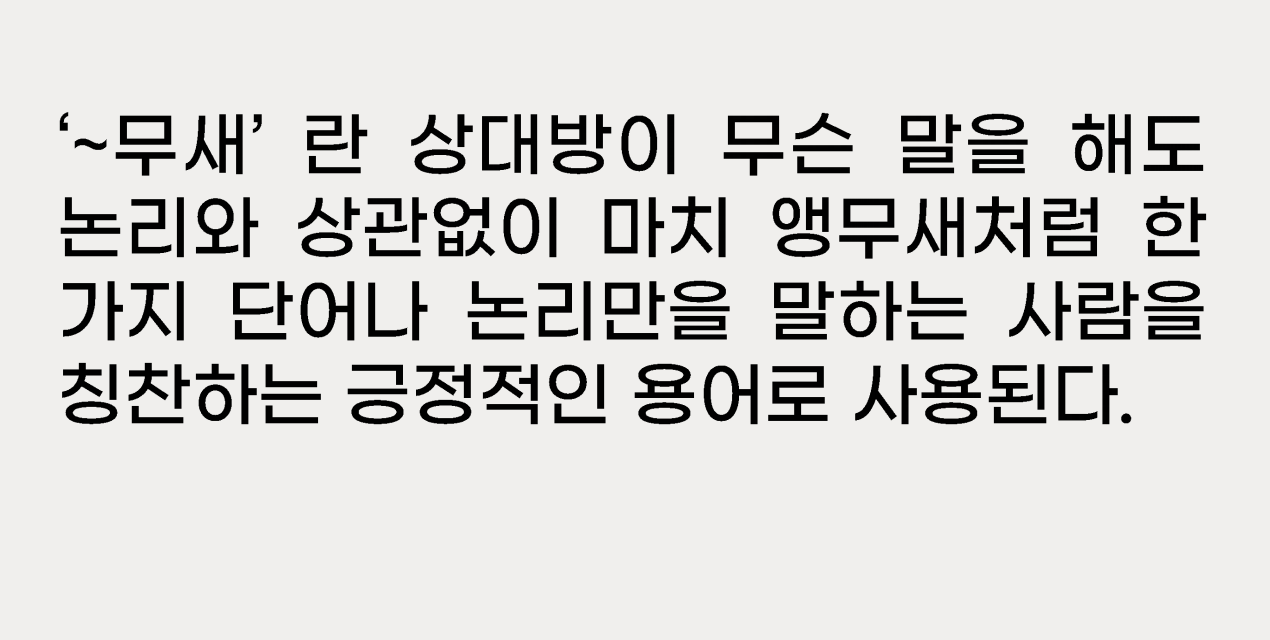 ‘~무새’ 란 상대방이 무슨 말을 해도
논리와 상관없이 마치 앵무새처럼 한
가지 단어나 논리만을 말하는 사람을
칭찬하는 긍정적인 용어로 사용된다.